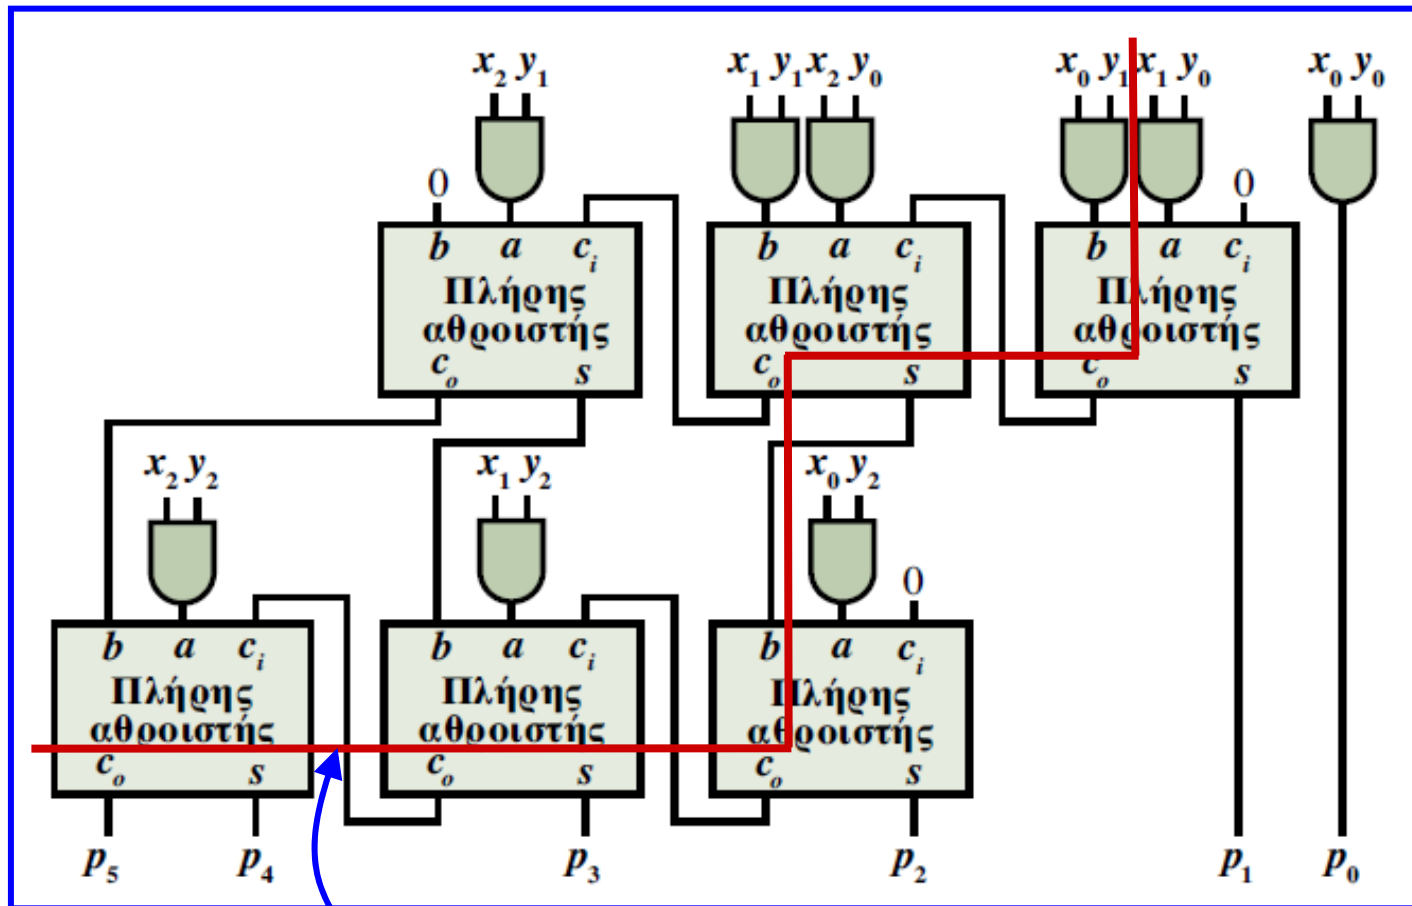 x₂ y₁ x₁ y₁ x₂ y₀ x₀ y₁ x₁ y₀ x₀ y₀
0 0
b a cᵢ b a cᵢ b a cᵢ
Πλήρης Πλήρης Πλήρης
αθροιστής αθροιστής αθροιστής
cₒ s cₒ s cₒ s
x₂ y₂ x₁ y₂ x₀ y₂
0
b a cᵢ b a cᵢ b a cᵢ
Πλήρης Πλήρης Πλήρης
αθροιστής αθροιστής αθροιστής
cₒ s cₒ s cₒ s
p₅ p₄ p₃ p₂ p₁ p₀